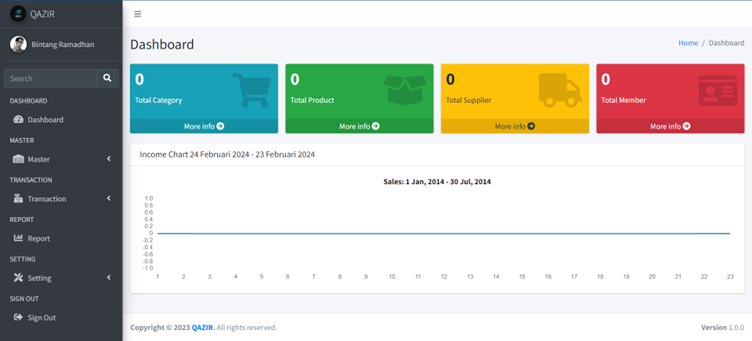 QAZIR
Bintang Ramadhan
Search
DASHBOARD
Dashboard
MASTER
Master
TRANSACTION
Transaction
REPORT
Report
SETTING
Setting
SIGN OUT
Sign Out
Dashboard
Home / Dashboard
0
Total Category
More info
0
Total Product
More info
0
Total Supplier
More info
0
Total Member
More info
Income Chart 24 Februari 2024 - 23 Februari 2024
Sales: 1 Jan, 2014 - 30 Jul, 2014
1.0
0.8
0.6
0.4
0.2
0
-0.2
-0.4
-0.6
-0.8
-1.0
1 2 3 4 5 6 7 8 9 10 11 12 13 14 15 16 17 18 19 20 21 22 23
Copyright © 2023 QAZIR. All rights reserved.
Version 1.0.0